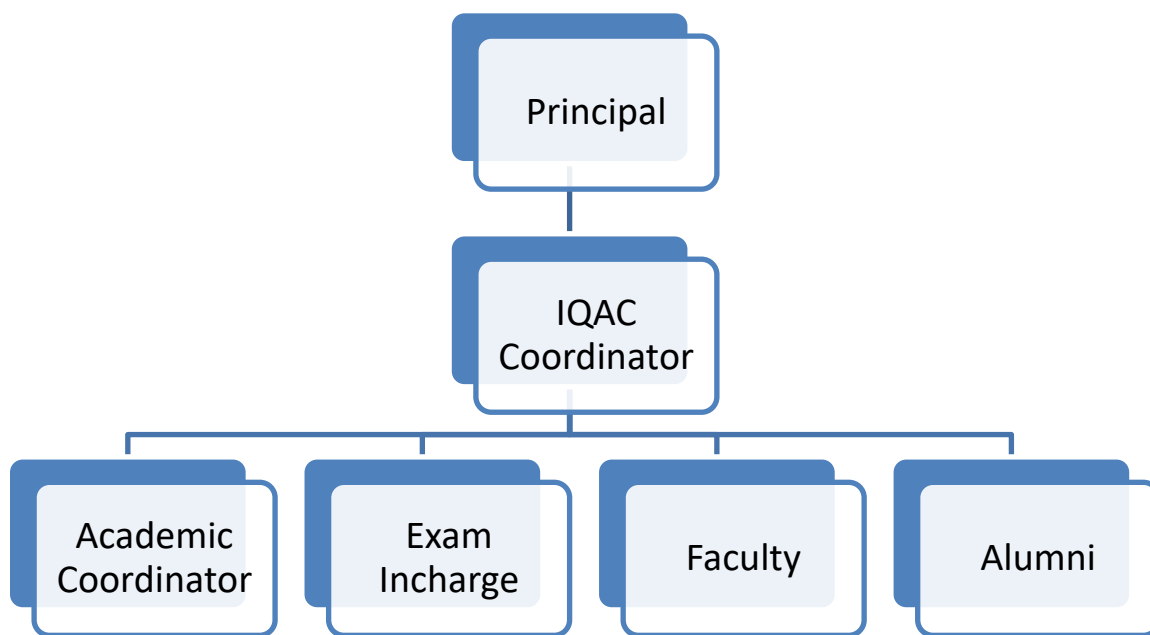 Principal
IQAC
Coordinator
Academic
Coordinator
Exam
Incharge
Faculty
Alumni